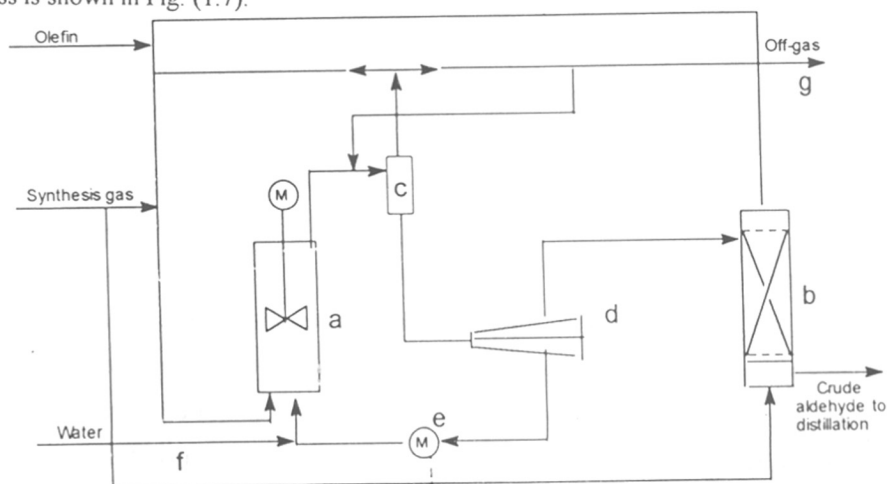 ss is shown in Fig. (1.7).
Olefin
Off-gas
g
Synthesis gas
M
c
a
d
b
e
M
Water
f
Crude
aldehyde to
distillation